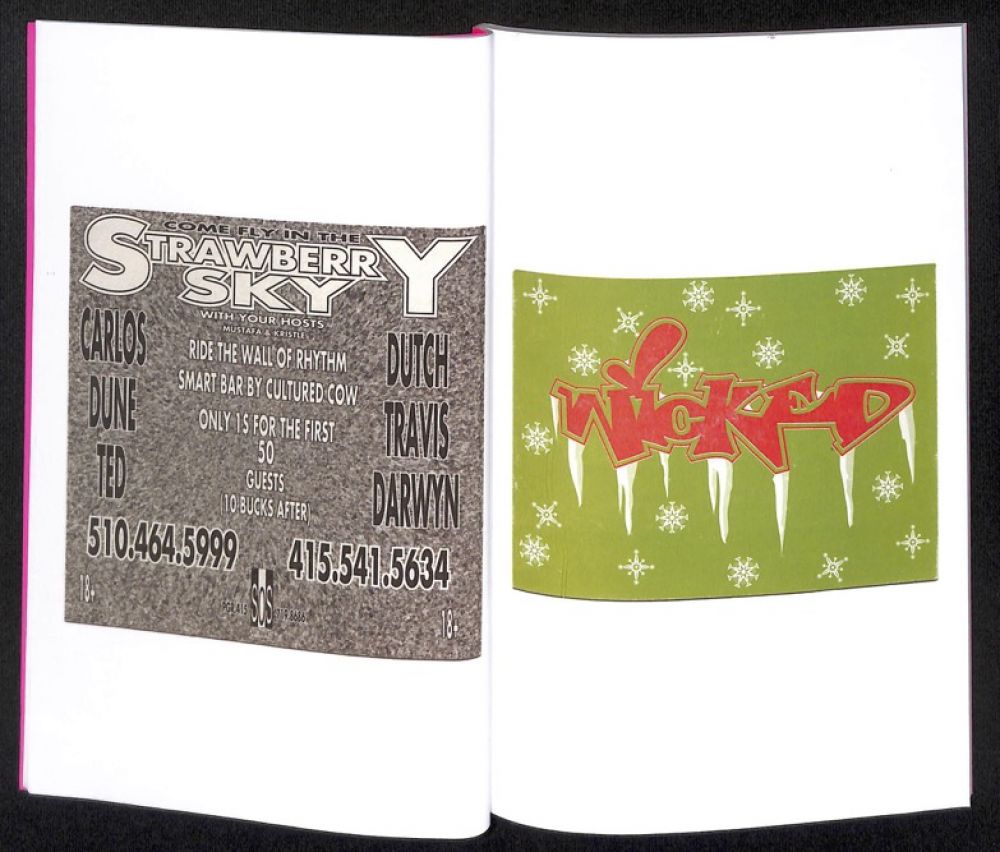 COME FLY IN THE
STRAWBERRY
SKY
WITH YOUR HOSTS
MUSTAFA & KRISTLE
CARLOS
DUNE
TED
RIDE THE WALL OF RHYTHM
SMART BAR BY CULTURED COW
ONLY 1$ FOR THE FIRST
50
GUESTS
(10 BUCKS AFTER)
DUTCH
TRAVIS
DARWYN
510.464.5999
415.541.5634
18+
SOS
18+
WICKED